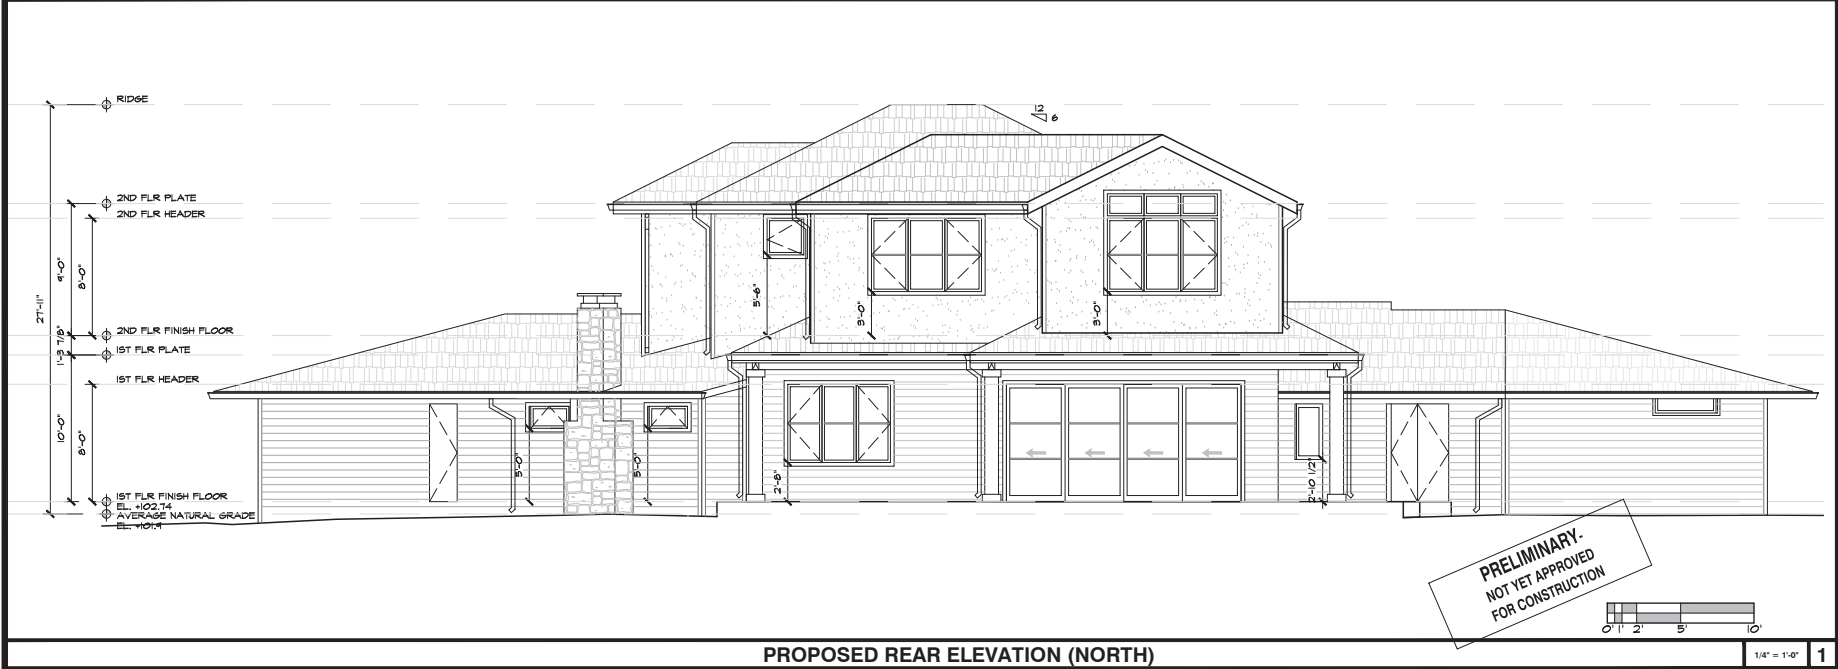 RIDGE
12
6
2ND FLR PLATE
2ND FLR HEADER
9'-0"
8'-0"
27'-11"
5'-6"
3'-0"
3'-0"
2ND FLR FINISH FLOOR
1'-3 7/8"
1ST FLR PLATE
1ST FLR HEADER
10'-0"
8'-0"
5'-0"
5'-0"
2'-8"
2'-10 1/2"
1ST FLR FINISH FLOOR
EL. +102.74
AVERAGE NATURAL GRADE
EL. +101.9
PRELIMINARY-
NOT YET APPROVED
FOR CONSTRUCTION
0' 1' 2' 5' 10'
PROPOSED REAR ELEVATION (NORTH)
1/4" = 1'-0"
1